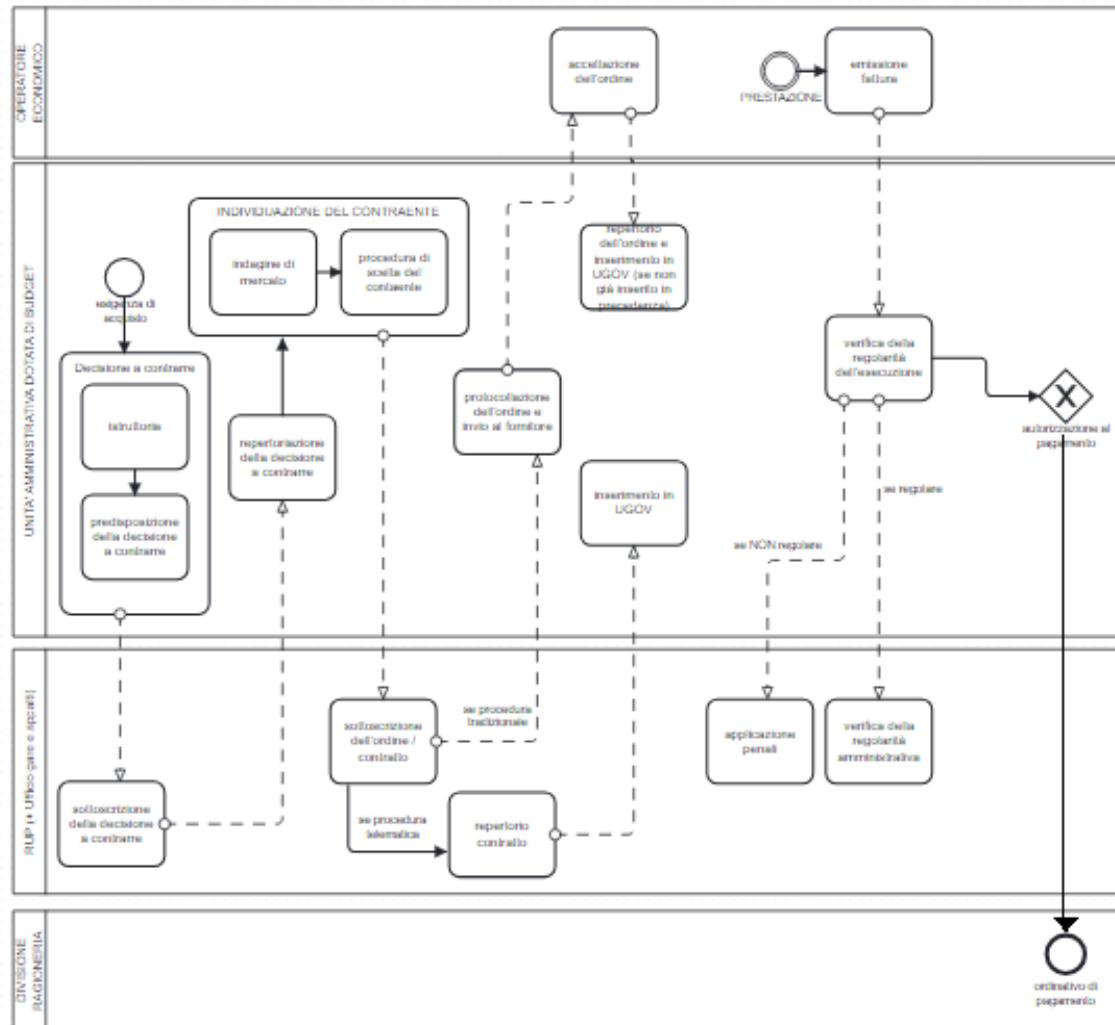 OPERATORE
ECONOMICO
accettazione
dell'ordine
PRESTAZIONE
emissione
fattura
UNITA' AMMINISTRATIVA DOTATA DI BUDGET
esigenza di
acquisto
Decisione a contrarre
istruttoria
predisposizione
della decisione
a contrarre
INDIVIDUAZIONE DEL CONTRAENTE
indagine di
mercato
procedura di
scelta del
contraente
repertoriazione
della decisione
a contrarre
protocollazione
dell'ordine e
invio al fornitore
repertorio
dell'ordine e
inserimento in
UGOV (se non
già inserito in
precedenza)
inserimento in
UGOV
verifica della
regolarità
dell'esecuzione
autorizzazione al
pagamento
se regolare
se NON regolare
RUP (+ Ufficio gare e appalti)
sottoscrizione
della decisione
a contrarre
sottoscrizione
dell'ordine /
contratto
se procedura
tradizionale
se procedura
telematica
repertorio
contratto
applicazione
penali
verifica della
regolarità
amministrativa
DIVISIONE
RAGIONERIA
ordinativo di
pagamento